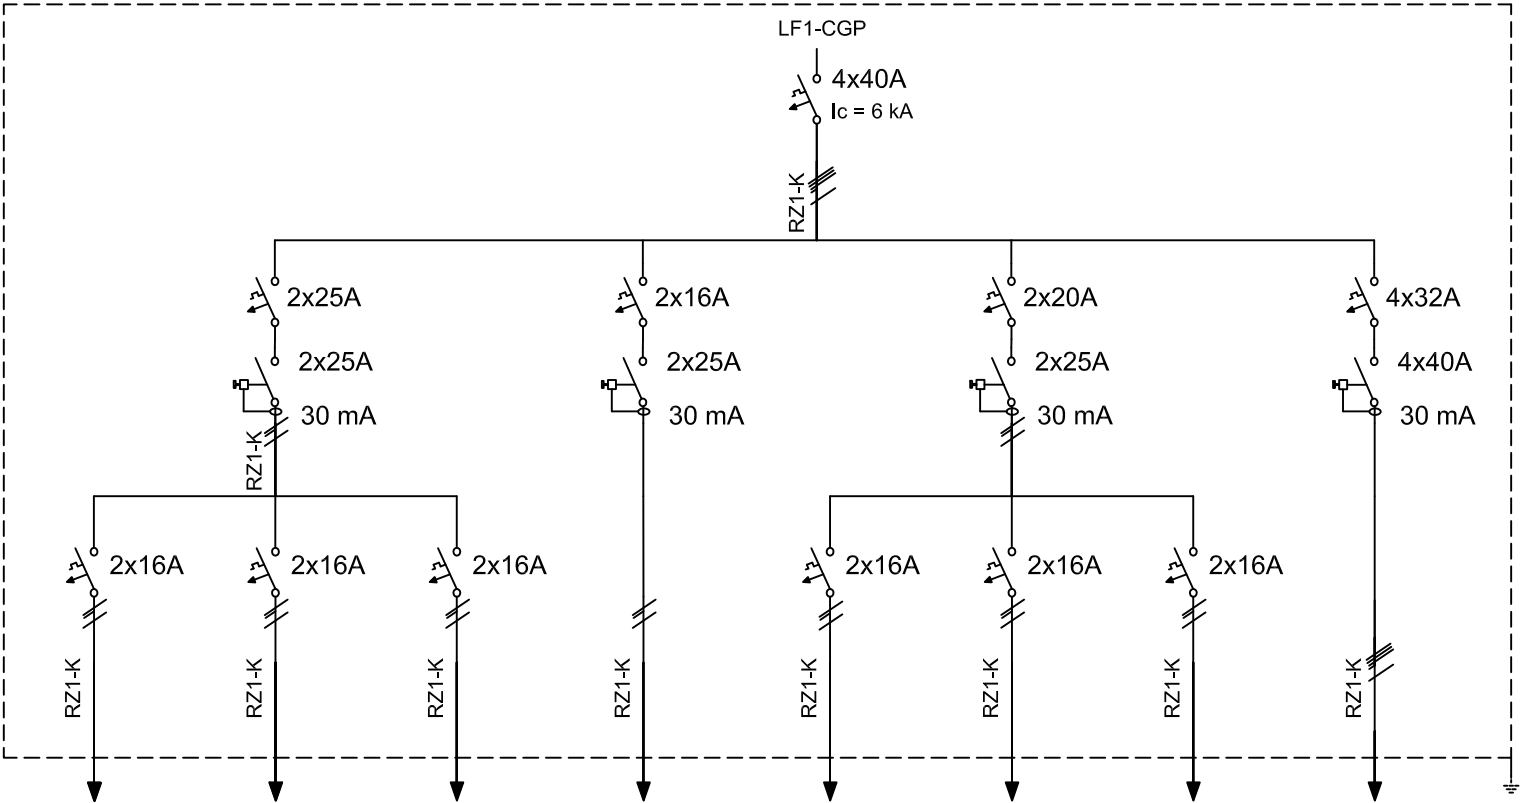 LF1-CGP
4x40A
Ic = 6 kA
RZ1-K
2x25A
2x16A
2x20A
4x32A
2x25A
2x25A
2x25A
4x40A
30 mA
30 mA
30 mA
30 mA
RZ1-K
2x16A
2x16A
2x16A
2x16A
2x16A
2x16A
RZ1-K
RZ1-K
RZ1-K
RZ1-K
RZ1-K
RZ1-K
RZ1-K
RZ1-K